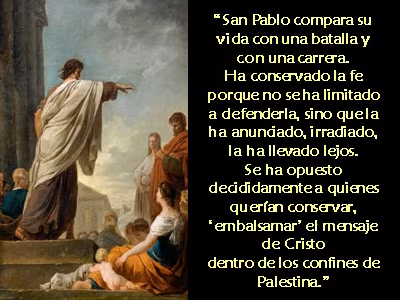 “San Pablo compara su
vida con una batalla y
con una carrera.
Ha conservado la fe
porque no se ha limitado
a defenderla, sino que la
ha anunciado, irradiado,
la ha llevado lejos.
Se ha opuesto
decididamente a quienes
querían conservar,
‘embalsamar’ el mensaje
de Cristo
dentro de los confines de
Palestina.”